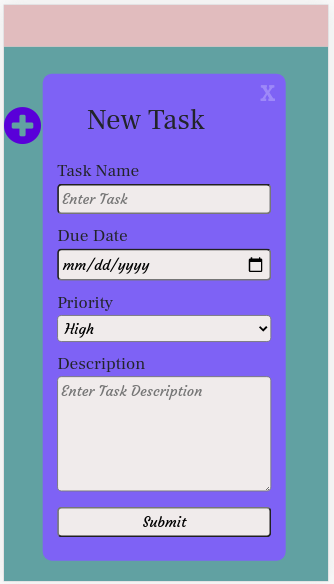 X
New Task
Task Name
Enter Task
Due Date
mm/dd/yyyy
Priority
High
Description
Enter Task Description
Submit